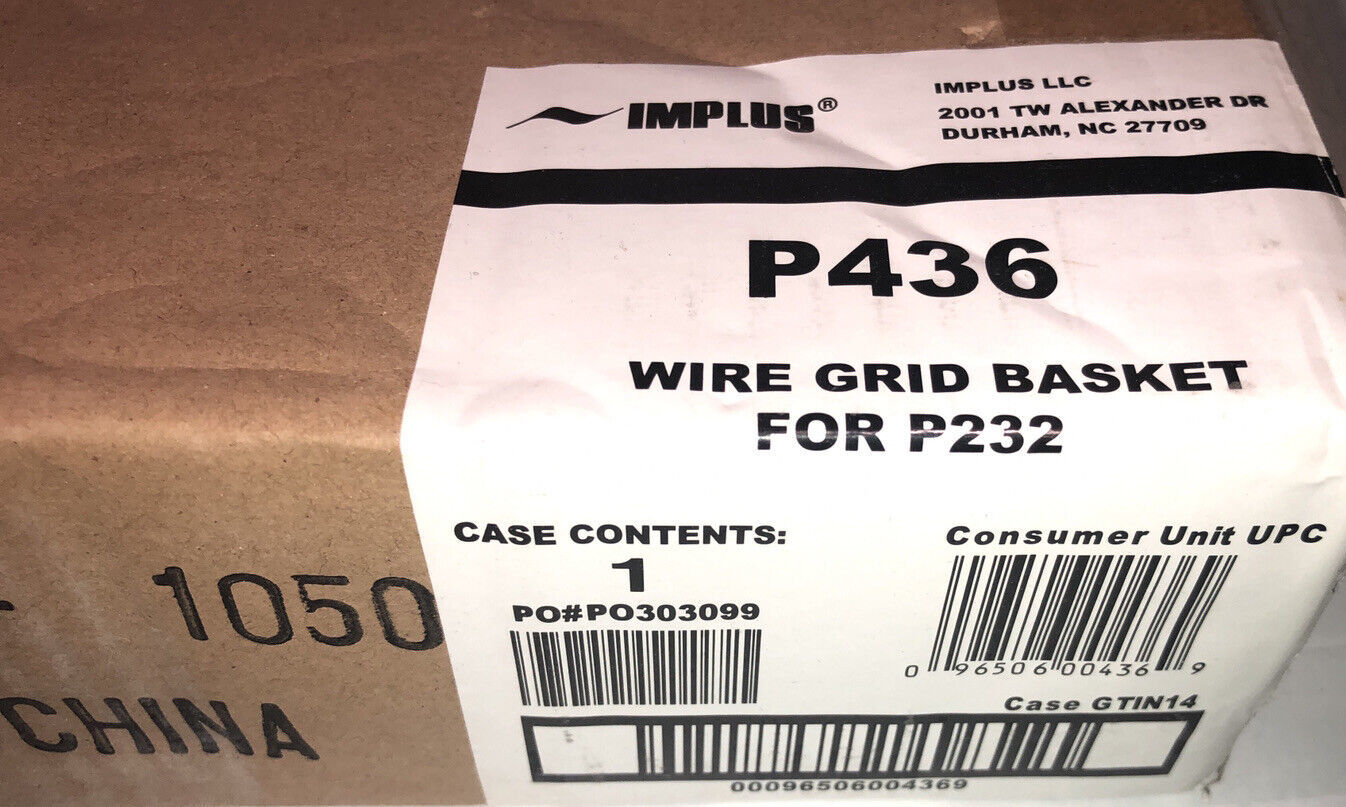 IMPLUS®
IMPLUS LLC
2001 TW ALEXANDER DR
DURHAM, NC 27709
P436
WIRE GRID BASKET
FOR P232
CASE CONTENTS:
1
PO#PO303099
Consumer Unit UPC
0 96506 00436 9
Case GTIN14
00096506004369
1050
CHINA